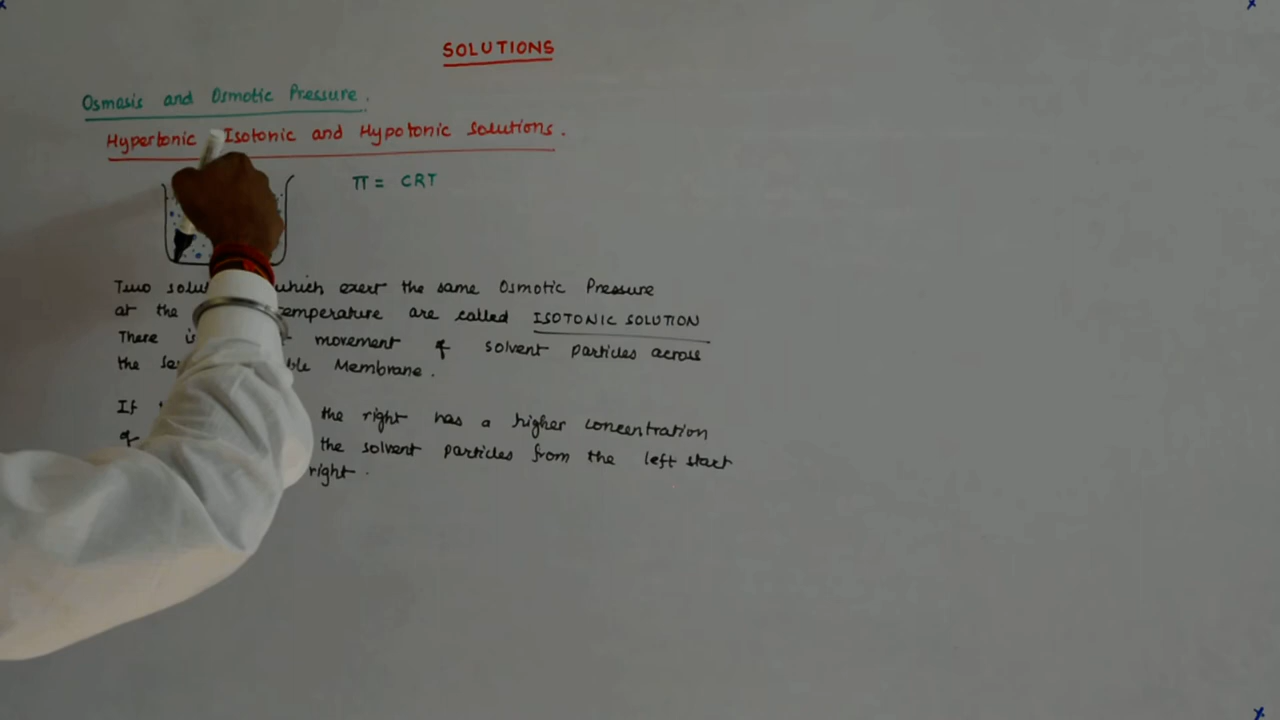 SOLUTIONS
Osmasis and Osmotic Pressure.
Hypertonic Isotonic and Hypotonic Solutions.
π = CRT
Two which exert the same Osmotic Pressure
at the are called ISOTONIC SOLUTION
There movement of solvent particles across
the Membrane.
If the right has a higher concentration
of the solvent particles from the left start
right.